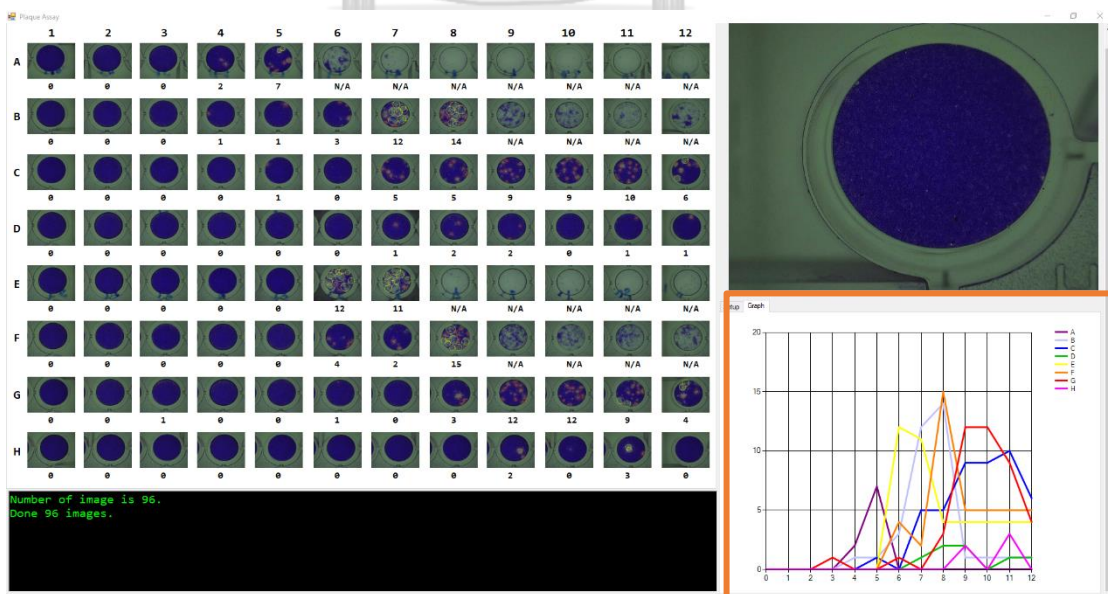 Plaque Assay
1 2 3 4 5 6 7 8 9 10 11 12
A
0 0 0 2 7 N/A N/A N/A N/A N/A N/A N/A
B
0 0 0 1 1 3 12 14 N/A N/A N/A N/A
C
0 0 0 0 1 0 5 5 9 9 10 6
D
0 0 0 0 0 0 1 2 2 0 1 1
E
0 0 0 0 0 12 11 N/A N/A N/A N/A N/A
F
0 0 0 0 0 4 2 15 N/A N/A N/A N/A
G
0 0 1 0 0 1 0 3 12 12 9 4
H
0 0 0 0 0 0 0 0 2 0 3 0
Number of image is 96.
Done 96 images.
Graph
20
15
10
5
0
0 1 2 3 4 5 6 7 8 9 10 11 12
A
B
C
D
E
F
G
H